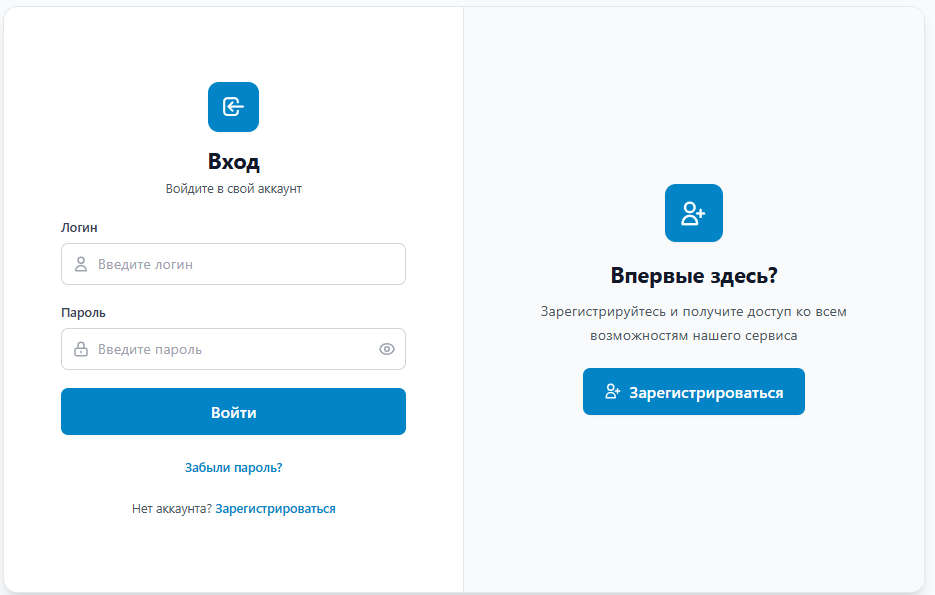 Вход
Войдите в свой аккаунт
Логин
Введите логин
Пароль
Введите пароль
Войти
Забыли пароль?
Нет аккаунта? Зарегистрироваться
Впервые здесь?
Зарегистрируйтесь и получите доступ ко всем
возможностям нашего сервиса
Зарегистрироваться